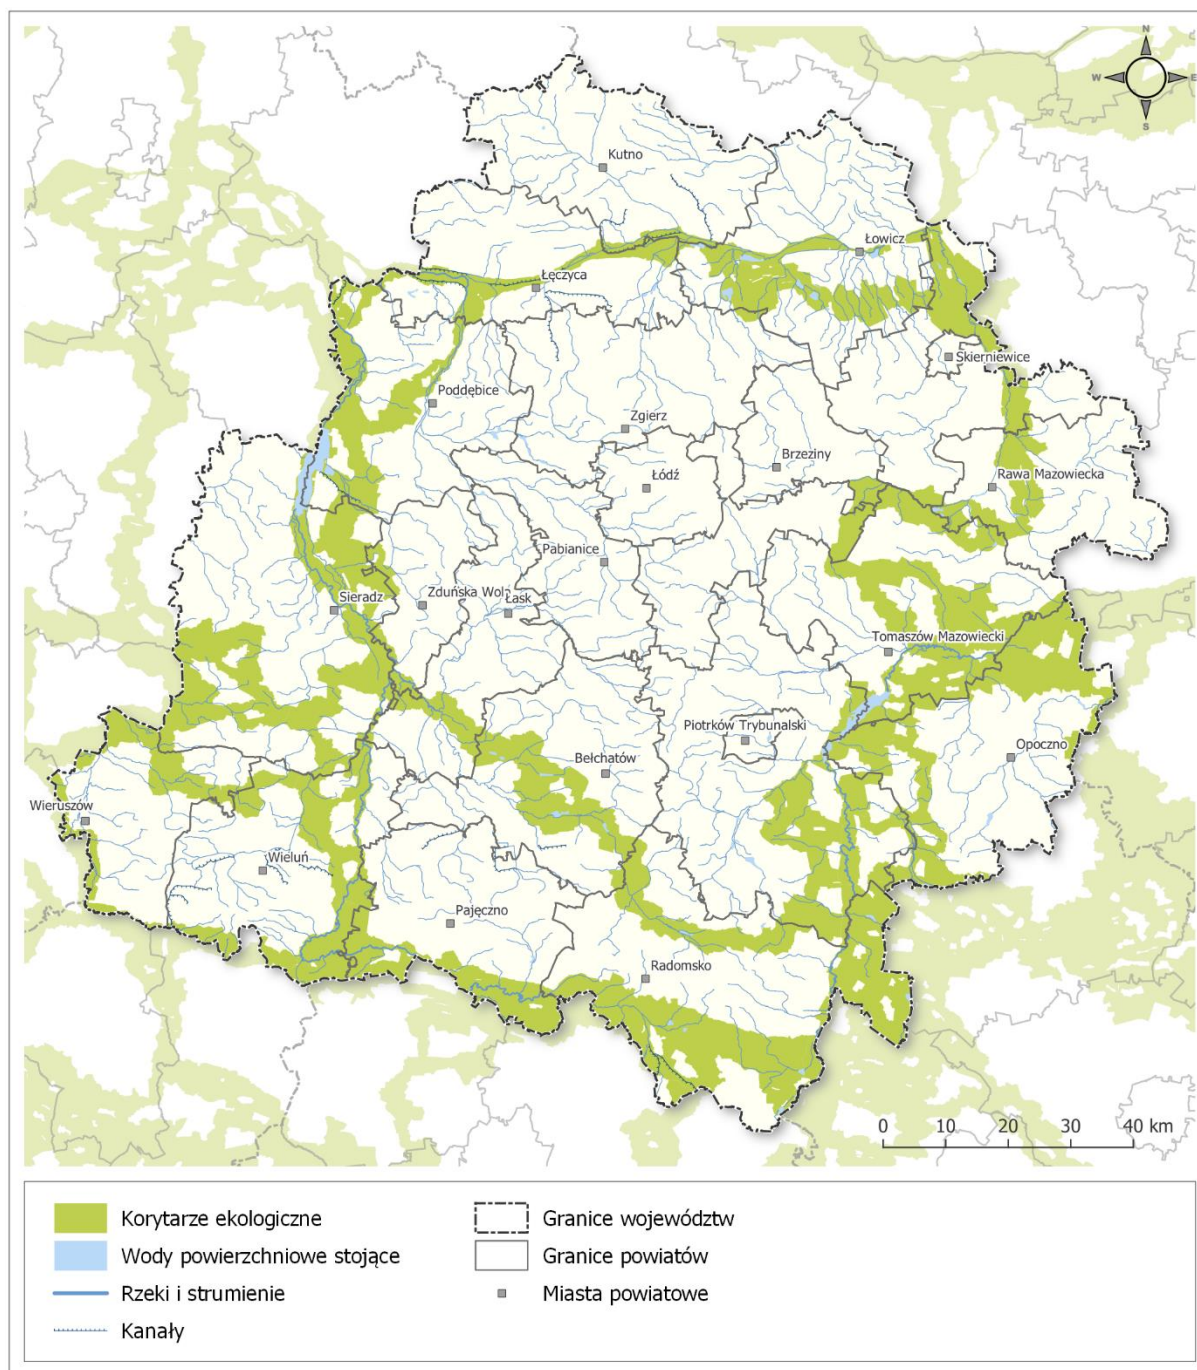 N
W
E
S
Kutno
Łowicz
Łęczyca
Skierniewice
Poddębice
Zgierz
Brzeziny
Rawa Mazowiecka
Łódź
Pabianice
Zduńska Wola
Łask
Sieradz
Tomaszów Mazowiecki
Piotrków Trybunalski
Opoczno
Bełchatów
Wieruszów
Wieluń
Pajęczno
Radomsko
0 10 20 30 40 km
Korytarze ekologiczne
Wody powierzchniowe stojące
Rzeki i strumienie
Kanały
Granice województw
Granice powiatów
Miasta powiatowe